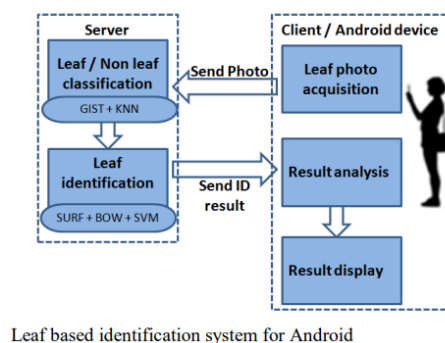 Server
Client / Android device
Leaf / Non leaf
classification
GIST + KNN
Send Photo
Leaf photo
acquisition
Leaf
identification
SURF + BOW + SVM
Send ID
result
Result analysis
Result display
Leaf based identification system for Android